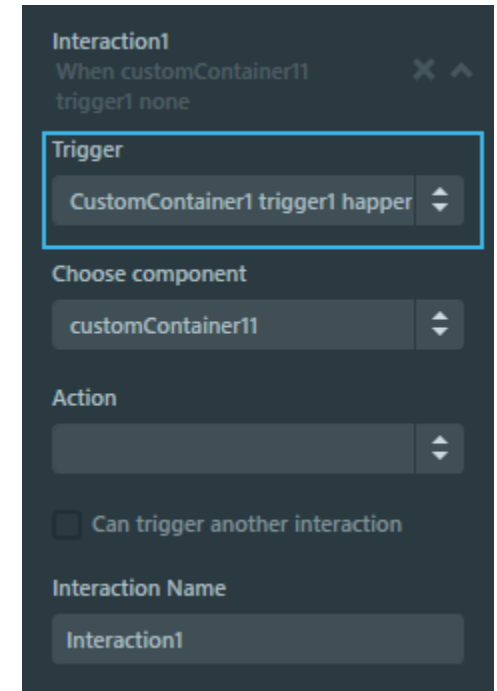 Interaction1
When customContainer11
trigger1 none
Trigger
CustomContainer1 trigger1 happer
Choose component
customContainer11
Action
Can trigger another interaction
Interaction Name
Interaction1